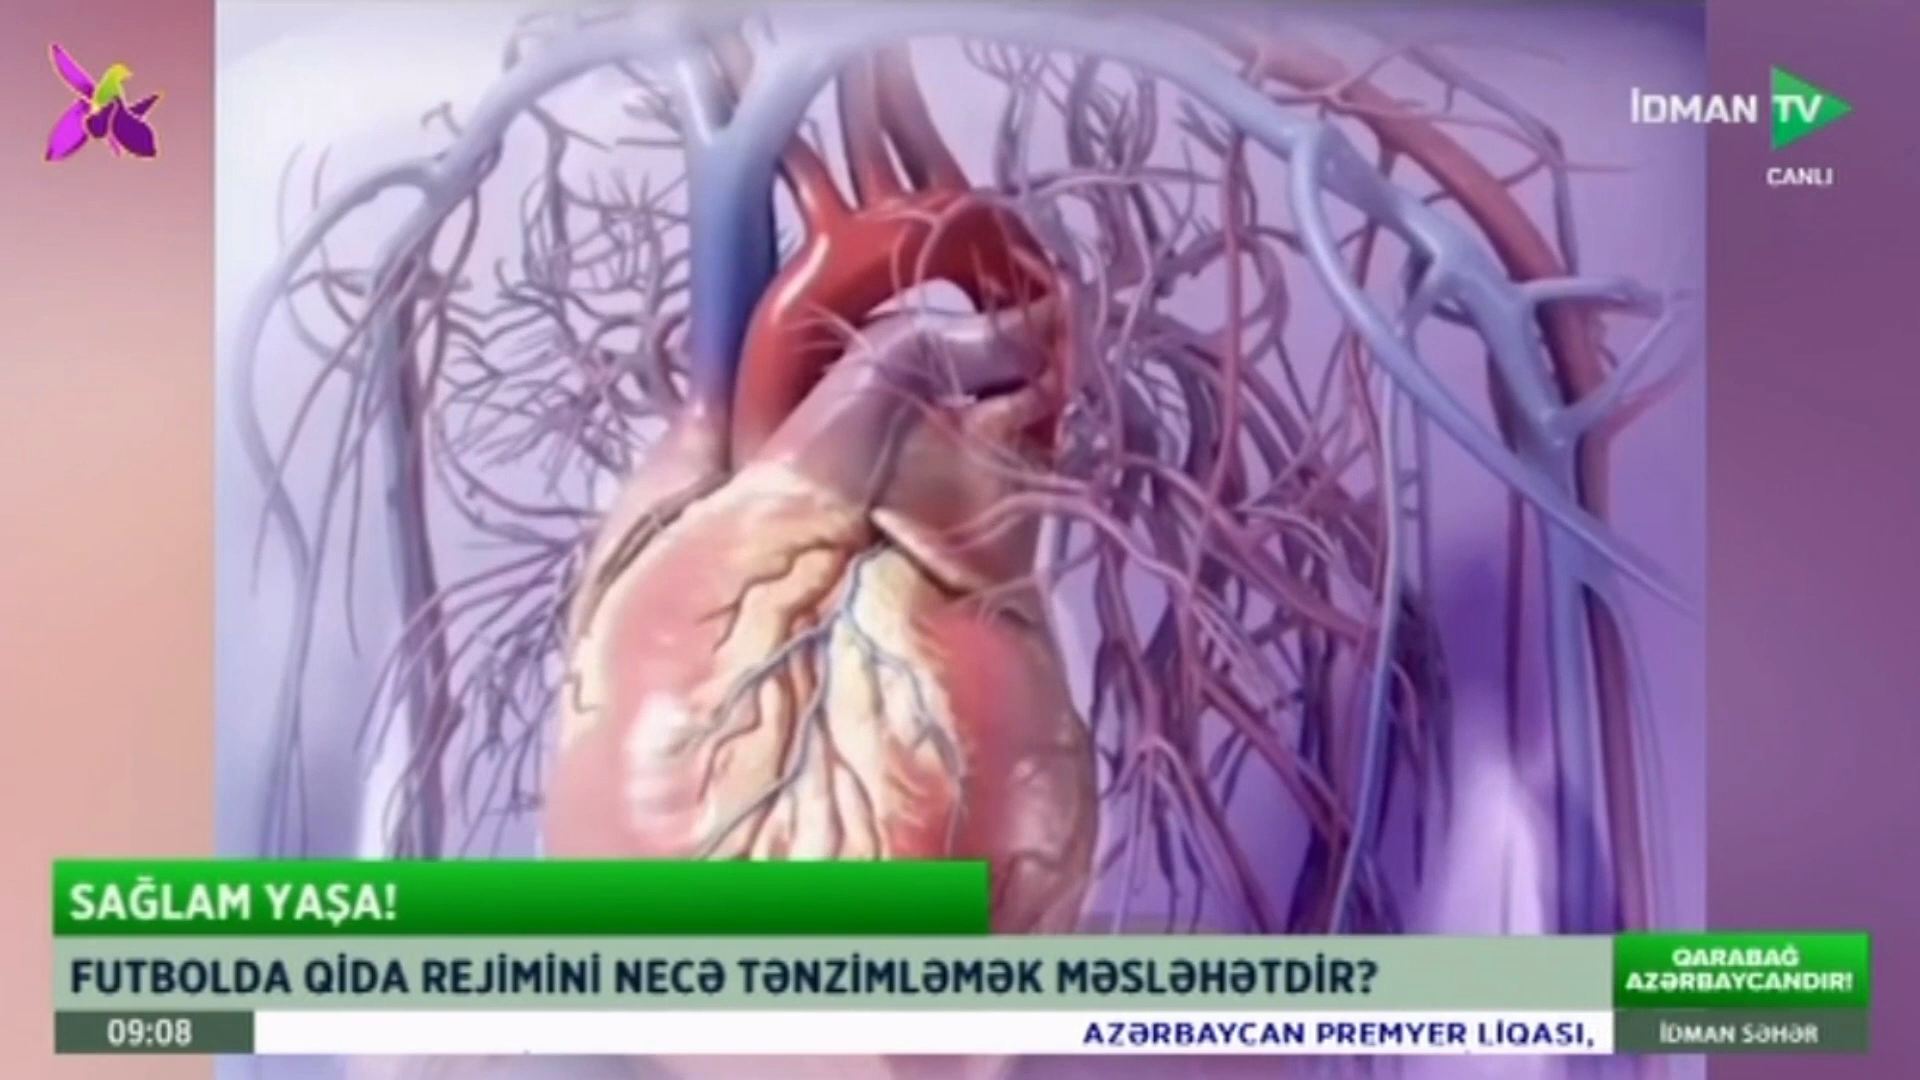 İDMAN TV
CANLI
SAĞLAM YAŞA!
FUTBOLDA QİDA REJİMİNİ NECƏ TƏNZİMLƏMƏK MƏSLƏHƏTDİR?
QARABAĞ
AZƏRBAYCANDIR!
09:08
AZƏRBAYCAN PREMYER LİQASI,
İDMAN SƏHƏR